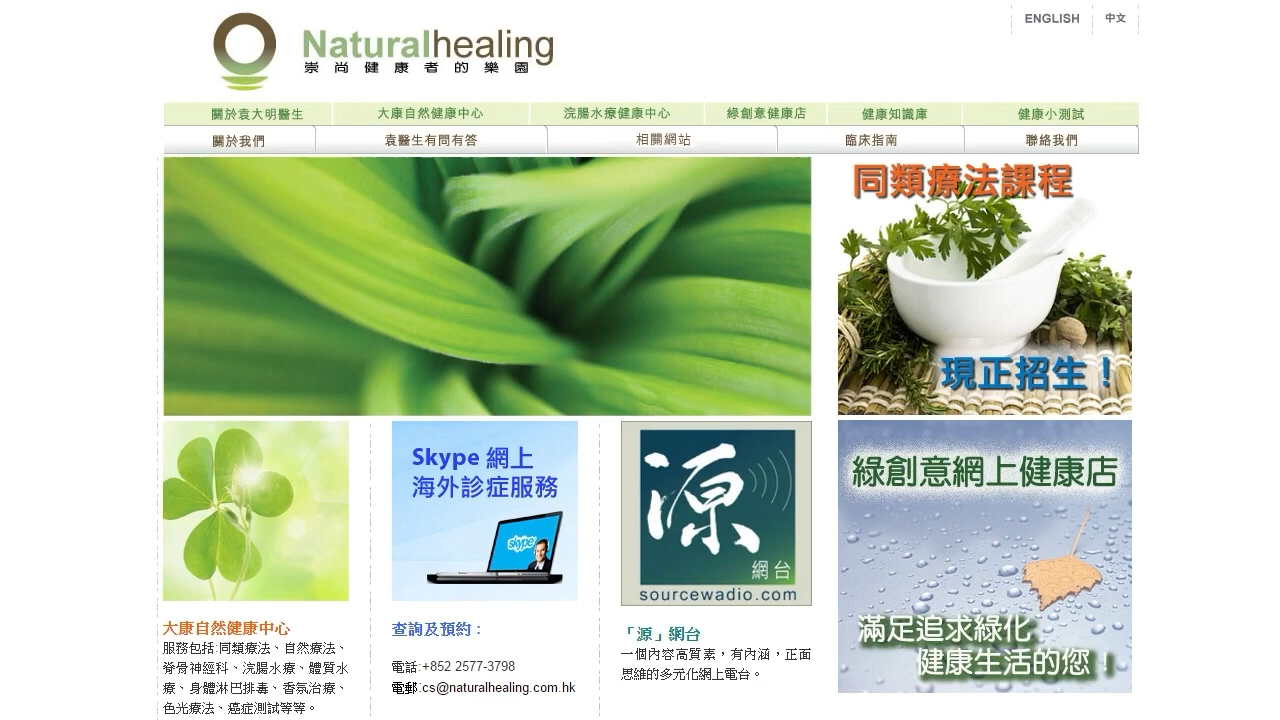 ENGLISH 中文
Naturalhealing
崇尚健康者的樂園
關於袁大明醫生 大康自然健康中心 浣腸水療健康中心 綠創意健康店 健康知識庫 健康小測試
關於我們 袁醫生有問有答 相關網站 臨床指南 聯絡我們
同類療法課程
現正招生！
Skype 網上
海外診症服務
skype
源
網台
sourcewadio.com
綠創意網上健康店
滿足追求綠化
健康生活的您！
大康自然健康中心
服務包括:同類療法、自然療法、
脊骨神經科、浣腸水療、體質水
療、身體淋巴排毒、香氛治療、
色光療法、癌症測試等等。
查詢及預約：
電話:+852 2577-3798
電郵:cs@naturalhealing.com.hk
「源」網台
一個內容高質素，有內涵，正面
思維的多元化網上電台。